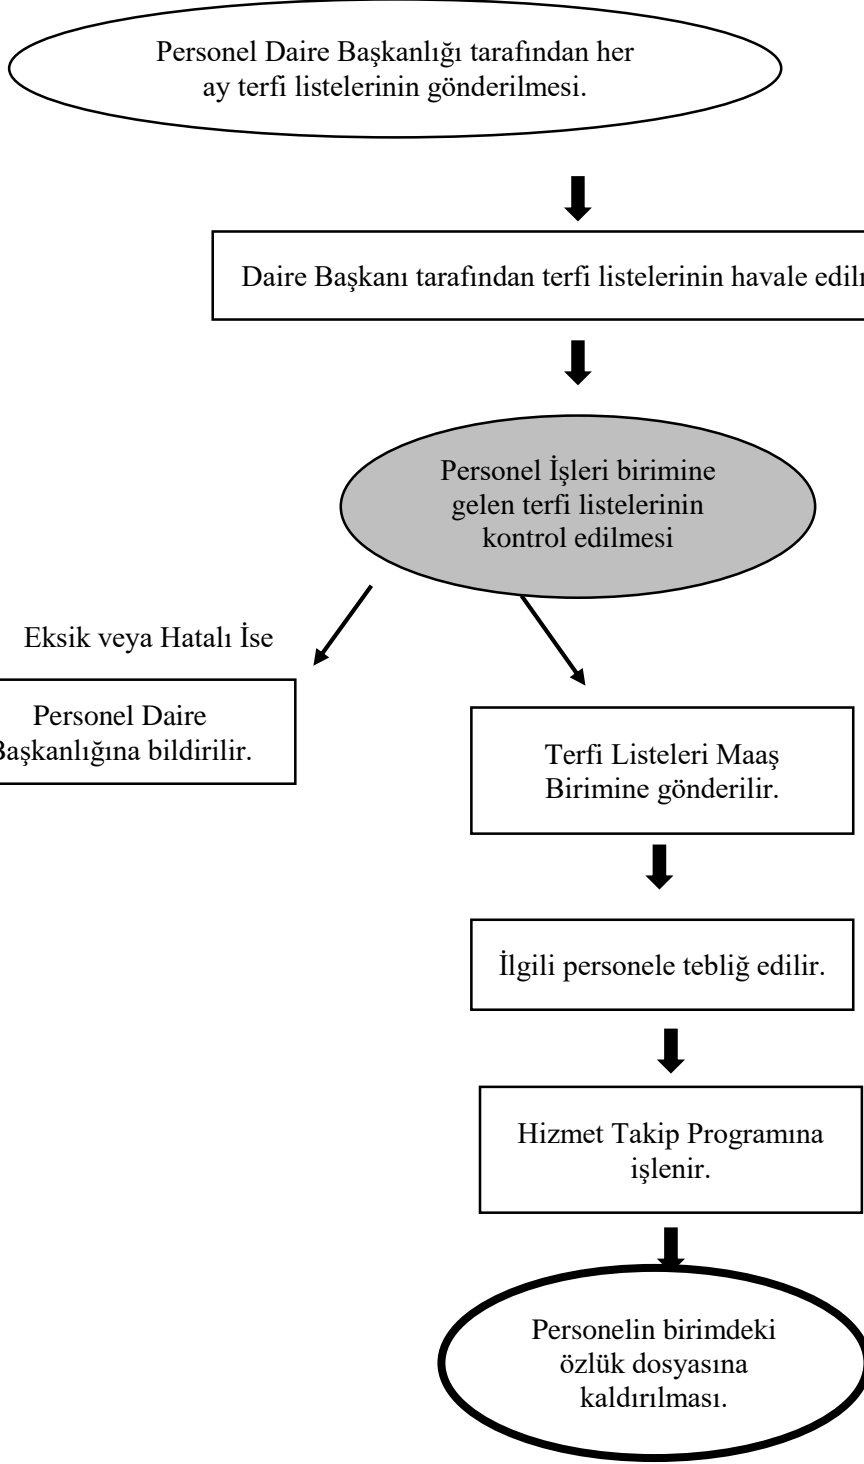 Personel Daire Başkanlığı tarafından her
ay terfi listelerinin gönderilmesi.
Daire Başkanı tarafından terfi listelerinin havale
Personel İşleri birimine
gelen terfi listelerinin
kontrol edilmesi
Eksik veya Hatalı İse
Personel Daire
Başkanlığına bildirilir.
Terfi Listeleri Maaş
Birimine gönderilir.
İlgili personele tebliğ edilir.
Hizmet Takip Programına
işlenir.
Personelin birimdeki
özlük dosyasına
kaldırılması.